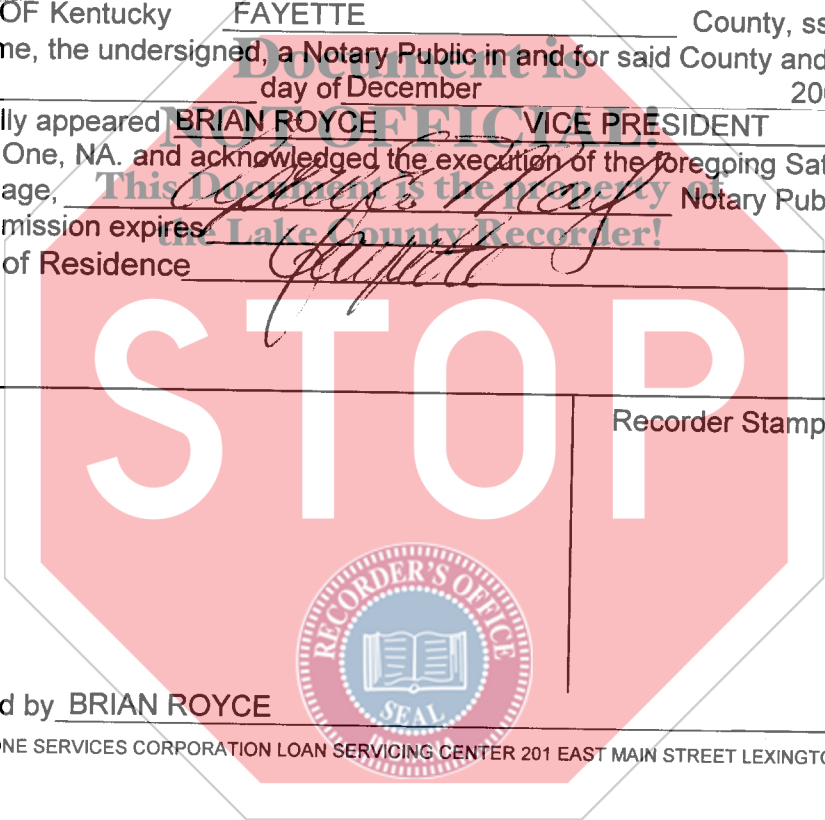 OF Kentucky FAYETTE County, ss
me, the undersigned, a Notary Public in and for said County and
Document is
day of December 200
NOT OFFICIAL!
lly appeared BRIAN ROYCE VICE PRESIDENT
One, NA. and acknowledged the execution of the foregoing Sat
This Document is the property of
age, Notary Pub
mission expires
the Lake County Recorder!
of Residence Fayette
STOP
Recorder Stamp
RECORDER'S OFFICE
SEAL
d by BRIAN ROYCE
ONE SERVICES CORPORATION LOAN SERVICING CENTER 201 EAST MAIN STREET LEXINGTO